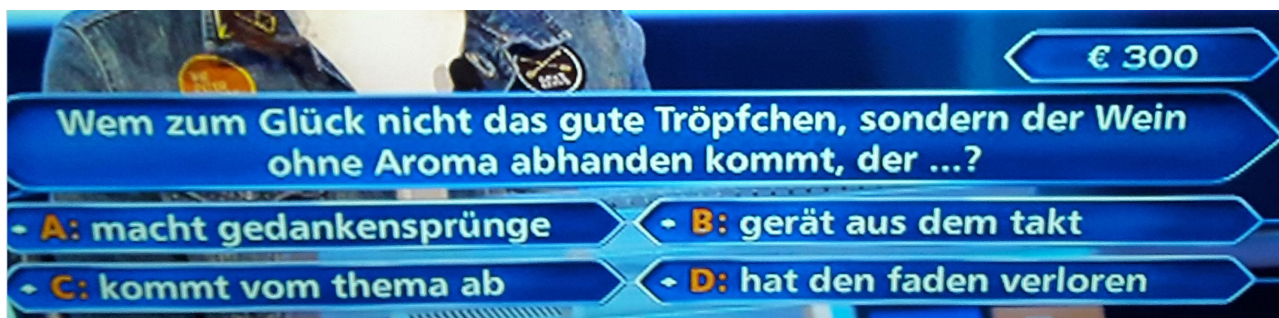 € 300
Wem zum Glück nicht das gute Tröpfchen, sondern der Wein
ohne Aroma abhanden kommt, der ...?
A: macht gedankensprünge
B: gerät aus dem takt
C: kommt vom thema ab
D: hat den faden verloren